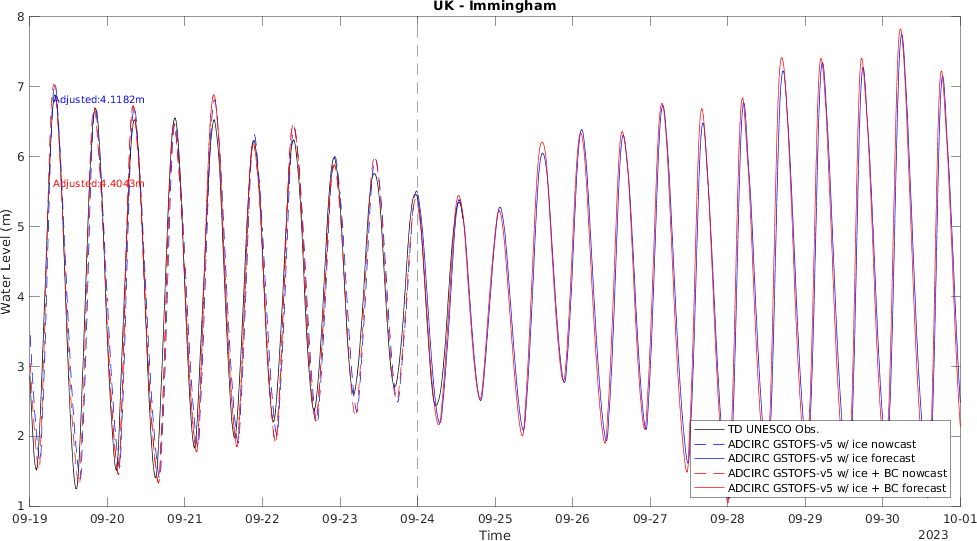 UK - Immingham
8
7
6
5
4
3
2
1
Water Level (m)
Adjusted:4.1182m
Adjusted:4.4043m
TD UNESCO Obs.
ADCIRC GSTOFS-v5 w/ ice nowcast
ADCIRC GSTOFS-v5 w/ ice forecast
ADCIRC GSTOFS-v5 w/ ice + BC nowcast
ADCIRC GSTOFS-v5 w/ ice + BC forecast
09-19 09-20 09-21 09-22 09-23 09-24 09-25 09-26 09-27 09-28 09-29 09-30 10-01
Time
2023